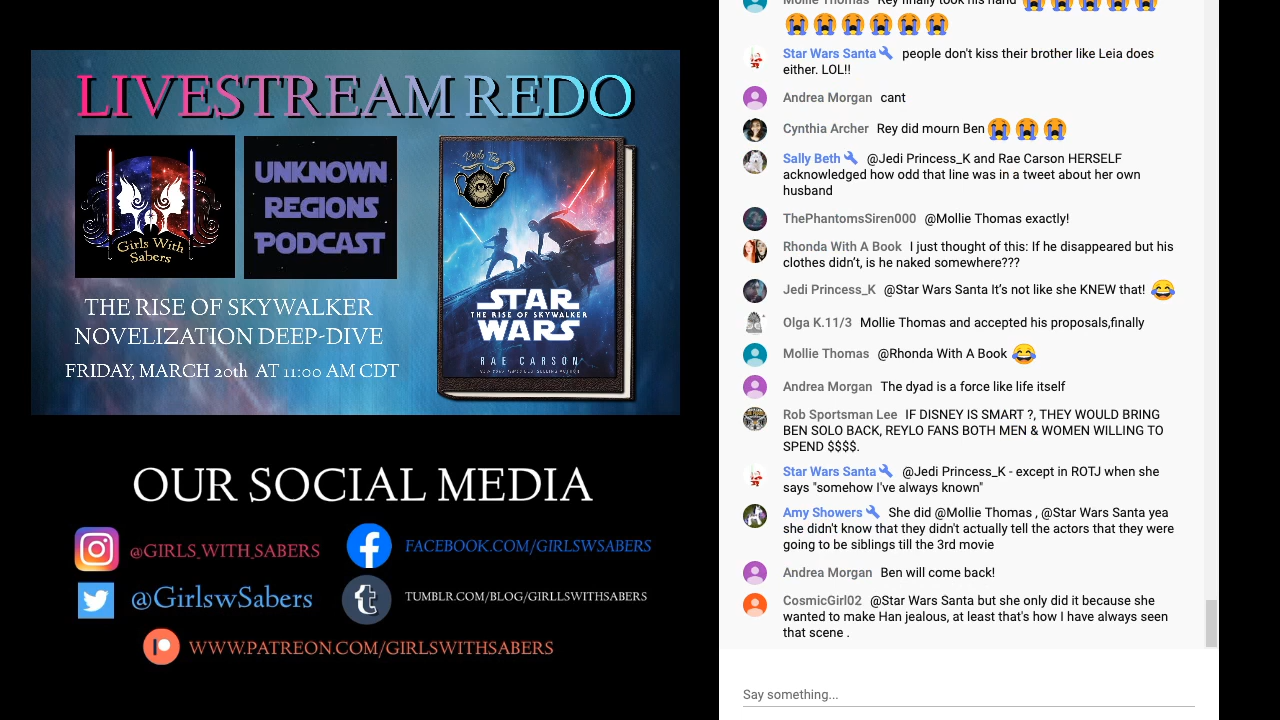 LIVESTREAM REDO
Girls With
Sabers
UNKNOWN
REGIONS
PODCAST
THE RISE OF SKYWALKER
NOVELIZATION DEEP-DIVE
FRIDAY, MARCH 20th AT 11:00 AM CDT
Reylo Tea
STAR
THE RISE OF SKYWALKER
WARS
RAE CARSON
OUR SOCIAL MEDIA
@GIRLS_WITH_SABERS
FACEBOOK.COM/GIRLSWSABERS
@GirlswSabers
TUMBLR.COM/BLOG/GIRLLSWITHSABERS
WWW.PATREON.COM/GIRLSWITHSABERS
Mollie Thomas Rey finally took his hand 😭😭😭😭😭
😭😭😭😭😭😭
Star Wars Santa people don't kiss their brother like Leia does
either. LOL!!
Andrea Morgan cant
Cynthia Archer Rey did mourn Ben 😭😭😭
Sally Beth @Jedi Princess_K and Rae Carson HERSELF
acknowledged how odd that line was in a tweet about her own
husband
ThePhantomsSiren000 @Mollie Thomas exactly!
Rhonda With A Book I just thought of this: If he disappeared but his
clothes didn't, is he naked somewhere???
Jedi Princess_K @Star Wars Santa It's not like she KNEW that! 😂
Olga K.11/3 Mollie Thomas and accepted his proposals,finally
Mollie Thomas @Rhonda With A Book 😂
Andrea Morgan The dyad is a force like life itself
Rob Sportsman Lee IF DISNEY IS SMART ?, THEY WOULD BRING
BEN SOLO BACK, REYLO FANS BOTH MEN & WOMEN WILLING TO
SPEND $$$$.
Star Wars Santa @Jedi Princess_K - except in ROTJ when she
says "somehow I've always known"
Amy Showers She did @Mollie Thomas , @Star Wars Santa yea
she didn't know that they didn't actually tell the actors that they were
going to be siblings till the 3rd movie
Andrea Morgan Ben will come back!
CosmicGirl02 @Star Wars Santa but she only did it because she
wanted to make Han jealous, at least that's how I have always seen
that scene .
Say something...